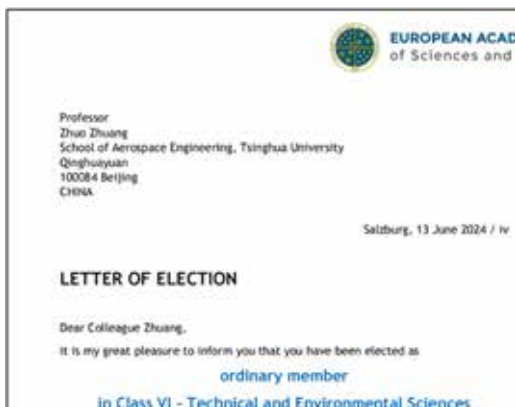 EUROPEAN ACAD
of Sciences and
Professor
Zhuo Zhuang
School of Aerospace Engineering, Tsinghua University
Qinghuayuan
100084 Beijing
CHINA
Salzburg, 13 June 2024 / iv
LETTER OF ELECTION
Dear Colleague Zhuang,
It is my great pleasure to inform you that you have been elected as
ordinary member
in Class VI - Technical and Environmental Sciences